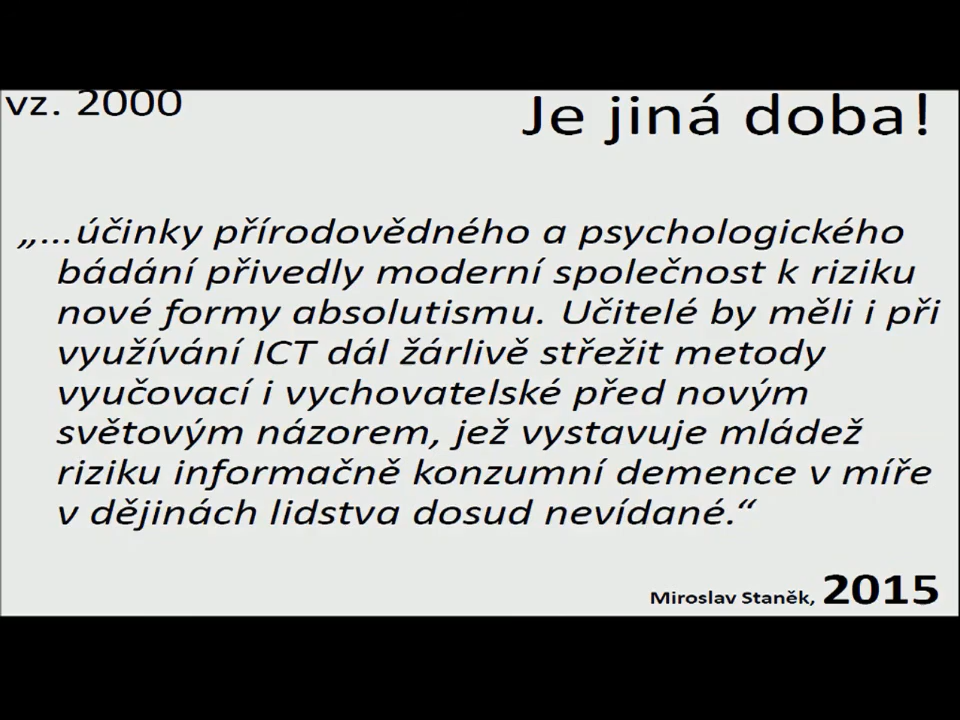 vz. 2000
Je jiná doba!
„...účinky přírodovědného a psychologického
bádání přivedly moderní společnost k riziku
nové formy absolutismu. Učitelé by měli i při
využívání ICT dál žárlivě střežit metody
vyučovací i vychovatelské před novým
světovým názorem, jež vystavuje mládež
riziku informačně konzumní demence v míře
v dějinách lidstva dosud nevídané.“
Miroslav Staněk, 2015